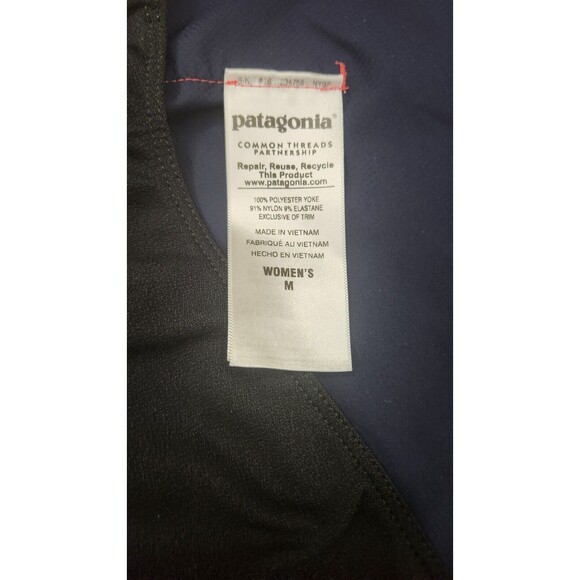 patagonia®
COMMON THREADS
PARTNERSHIP
Repair, Reuse, Recycle
This Product
www.patagonia.com
100% POLYESTER YOKE
91% NYLON 9% ELASTANE
EXCLUSIVE OF TRIM
MADE IN VIETNAM
FABRIQUÉ AU VIETNAM
HECHO EN VIETNAM
WOMEN'S
M